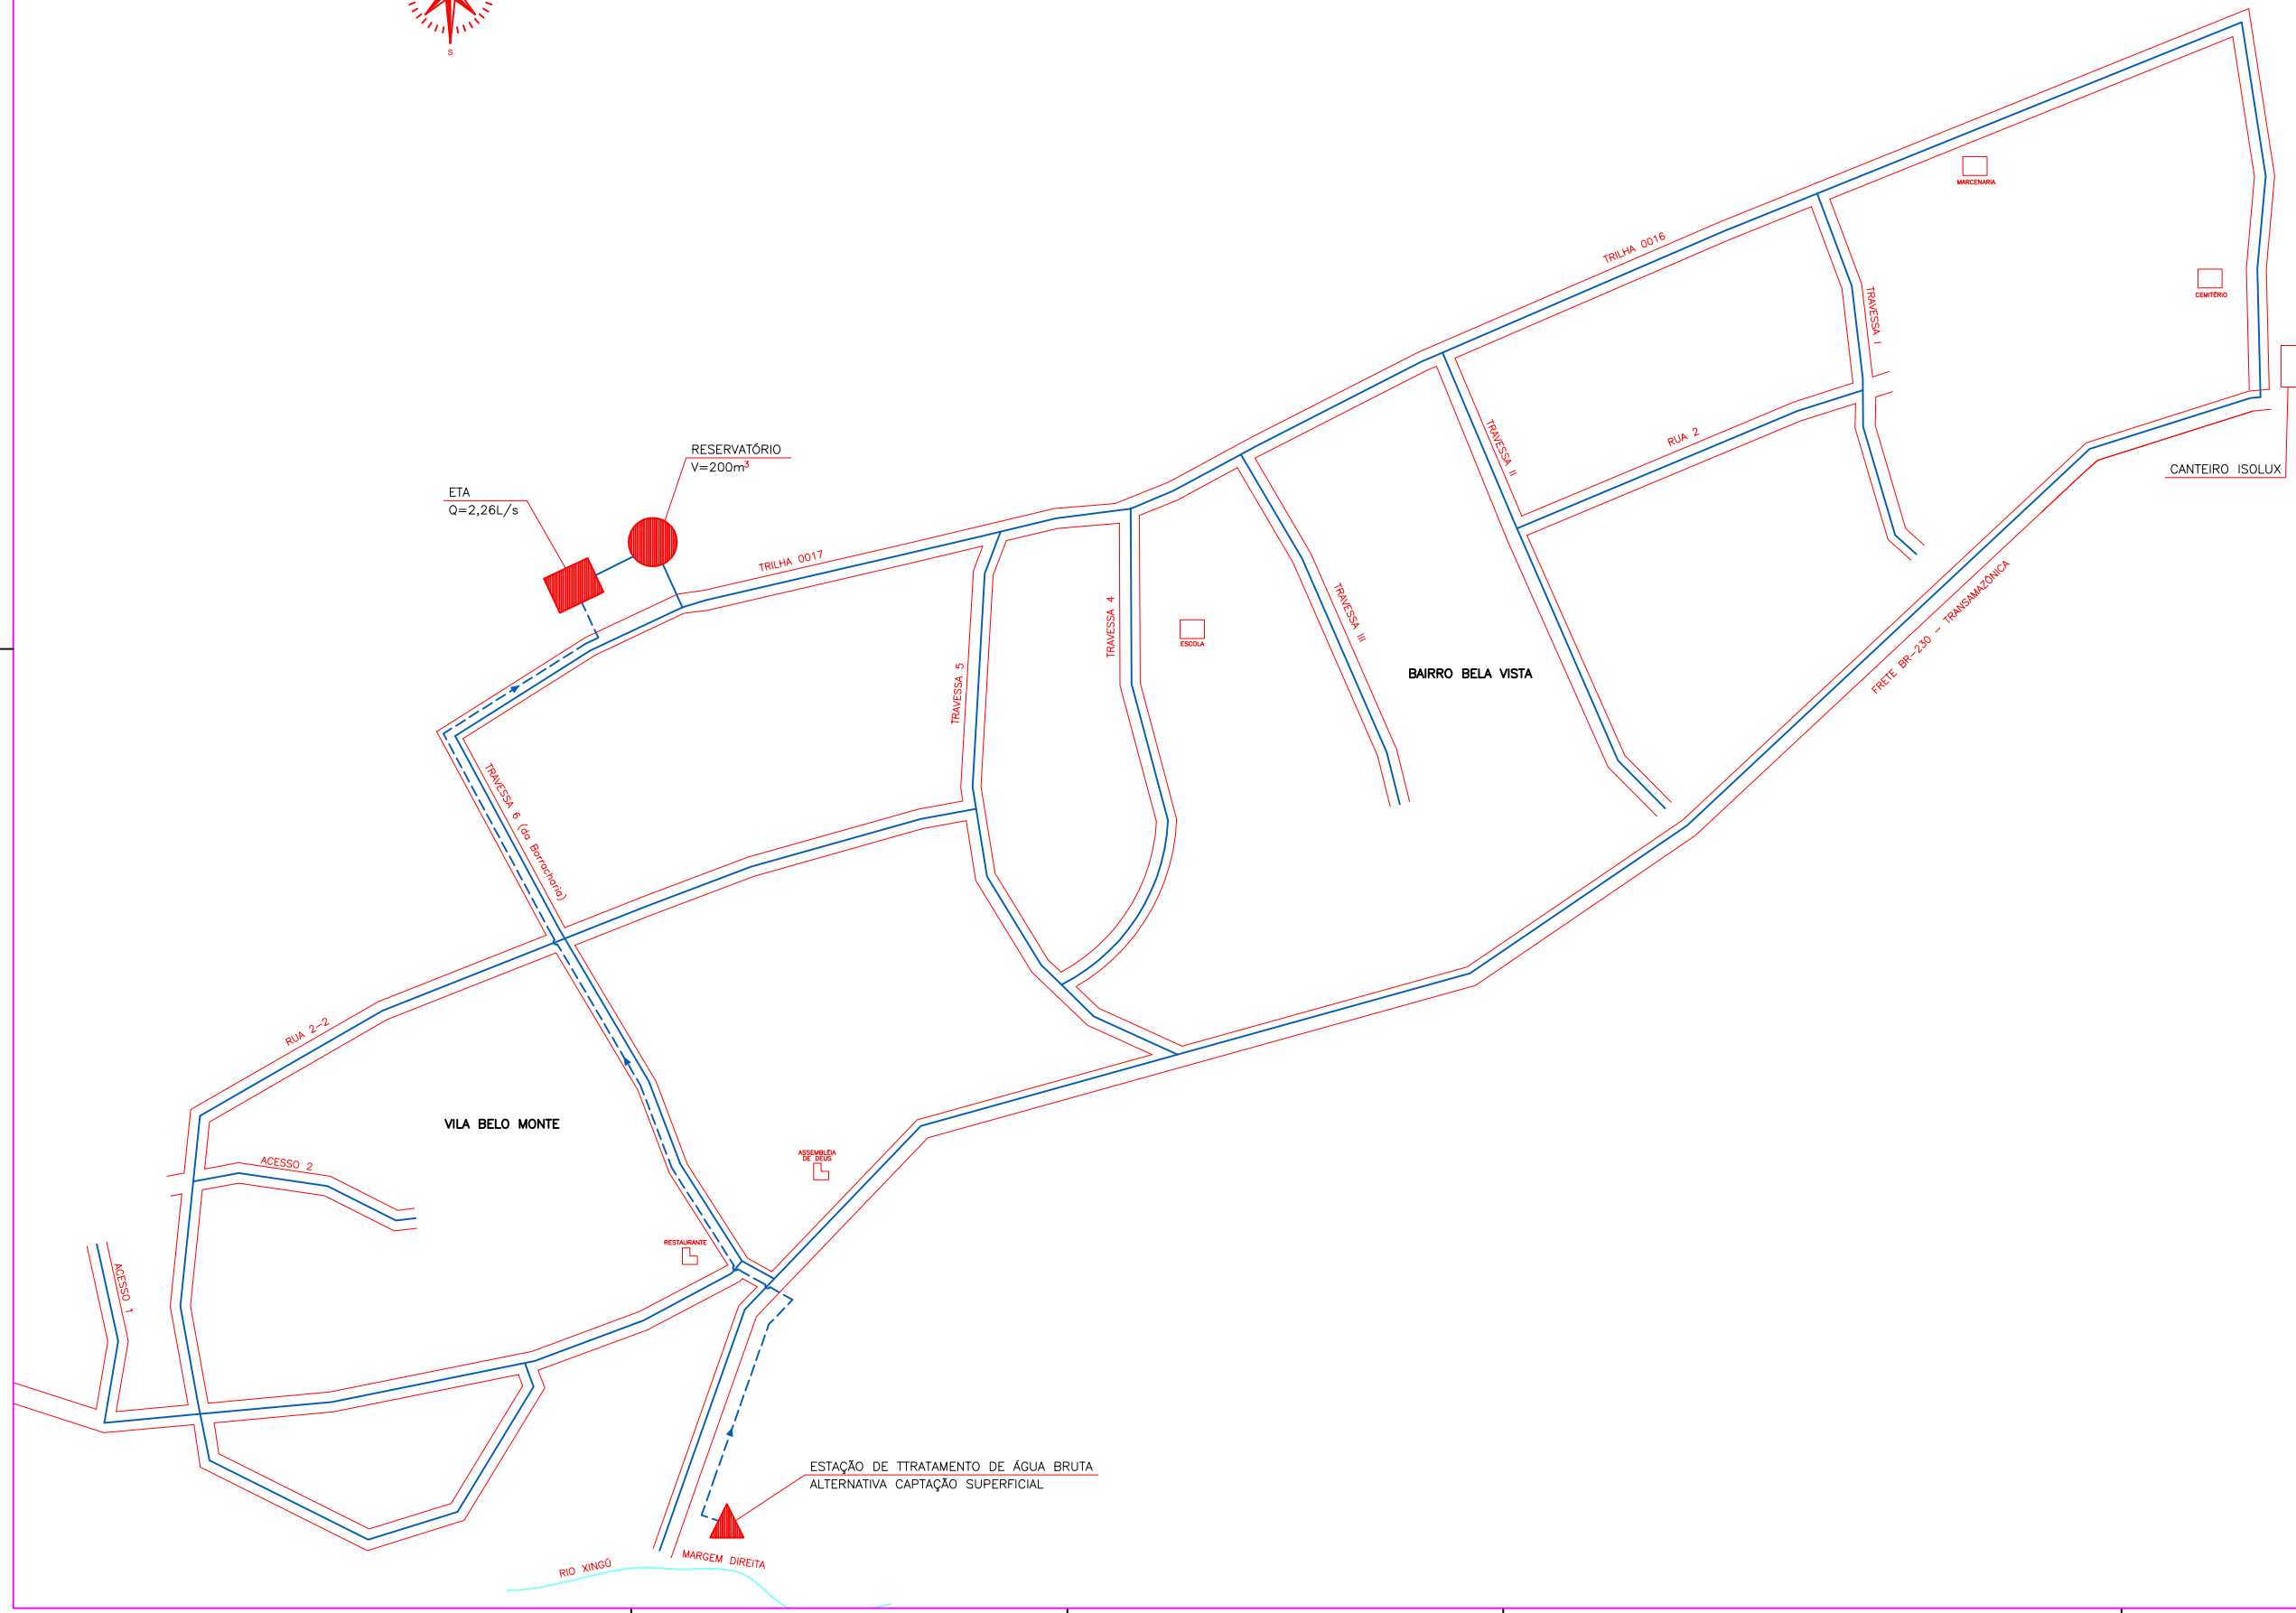 S
MARCENARIA
TRILHA 0016
CEMITÉRIO
TRAVESSA I
RUA 2
TRAVESSA II
RESERVATÓRIO
V=200m³
CANTEIRO ISOLUX
ETA
Q=2,26L/s
TRILHA 0017
TRAVESSA 4
TRAVESSA III
ESCOLA
FRETE BR-230 - TRANSAMAZÔNICA
BAIRRO BELA VISTA
TRAVESSA 5
TRAVESSA 6 (da Borracharia)
RUA 2-2
VILA BELO MONTE
ASSEMBLÉIA
DE DEUS
ACESSO 2
RESTAURANTE
ACESSO 1
ESTAÇÃO DE TTRATAMENTO DE ÁGUA BRUTA
ALTERNATIVA CAPTAÇÃO SUPERFICIAL
MARGEM DIREITA
RIO XINGÚ